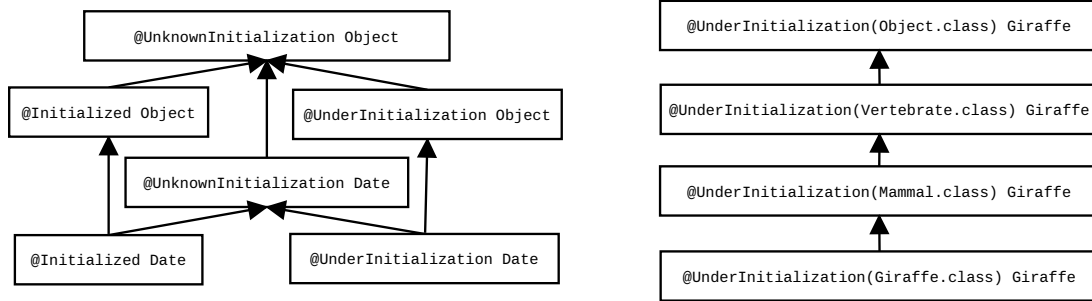 @UnknownInitialization Object
@Initialized Object
@UnderInitialization Object
@UnknownInitialization Date
@Initialized Date
@UnderInitialization Date
@UnderInitialization(Object.class) Giraffe
@UnderInitialization(Vertebrate.class) Giraffe
@UnderInitialization(Mammal.class) Giraffe
@UnderInitialization(Giraffe.class) Giraffe